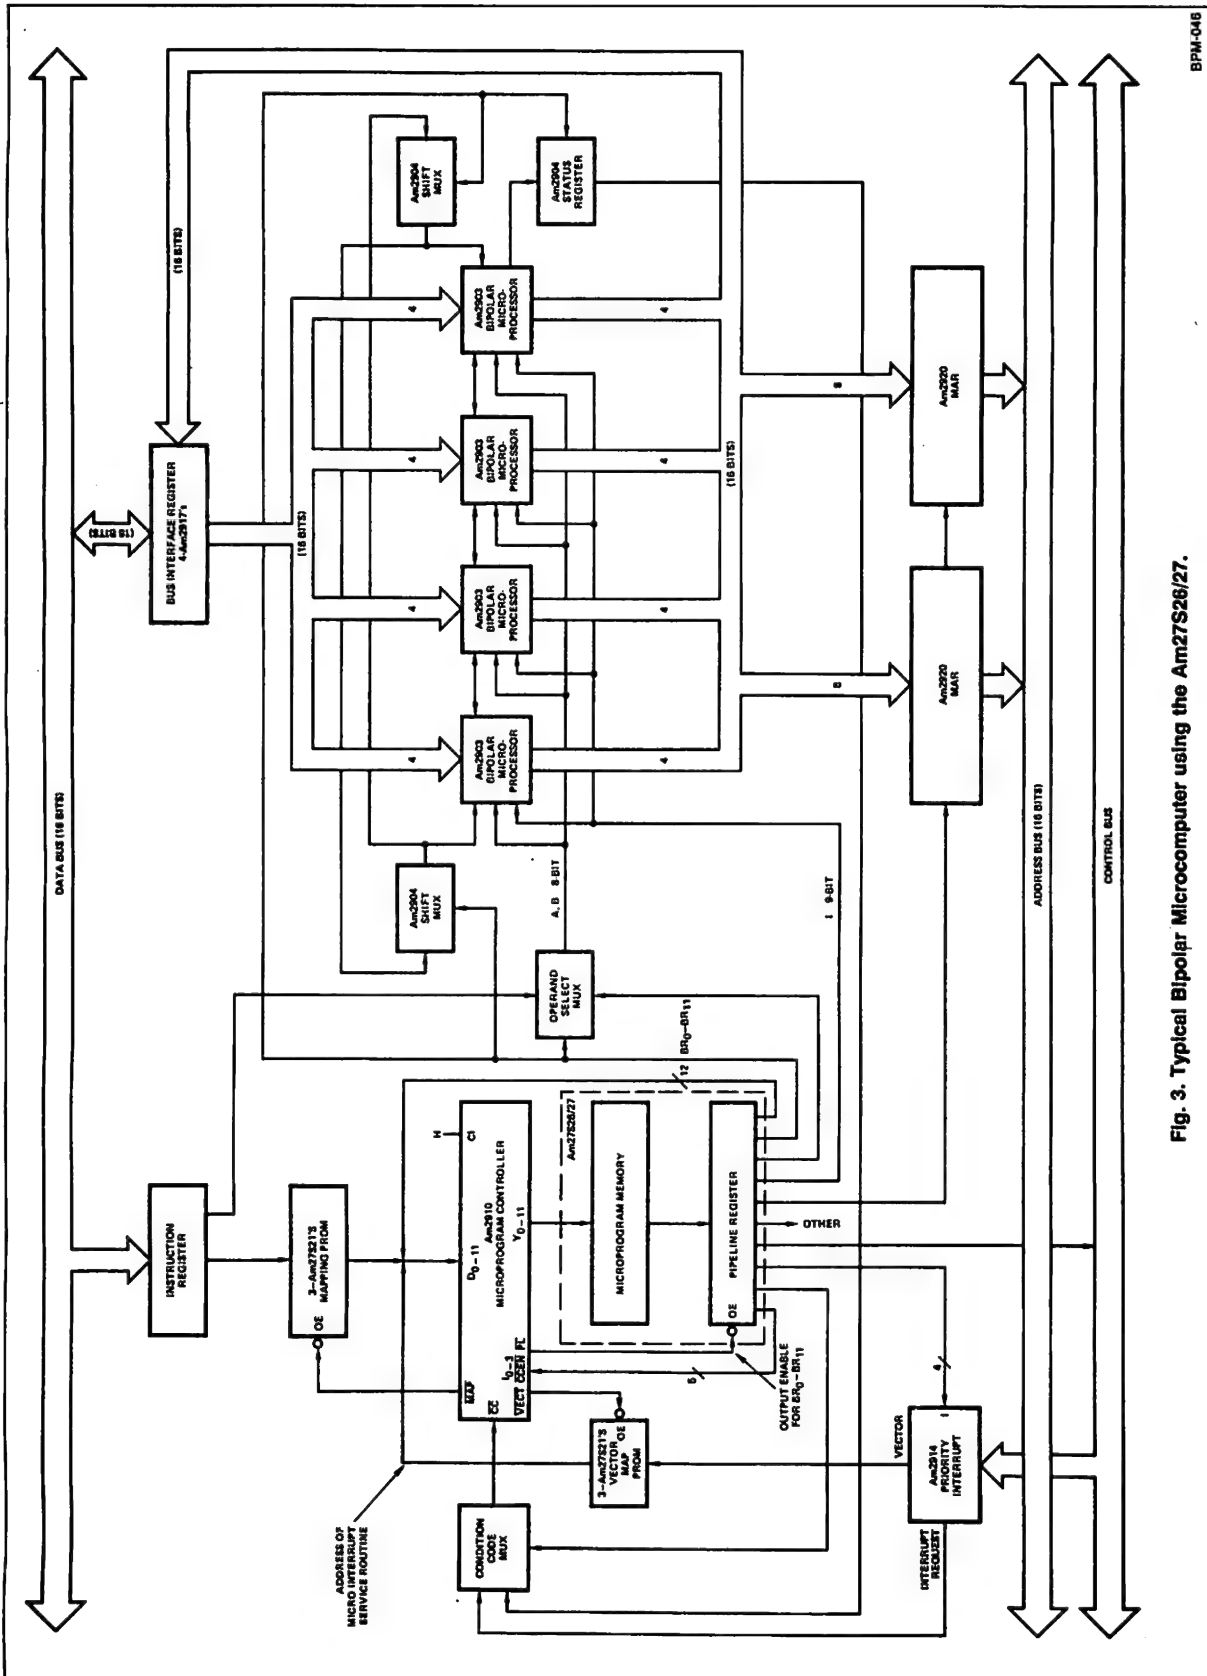 BPM-046
DATA BUS (16 BITS)
(16 BITS)
(16 BITS)
BUS INTERFACE REGISTER
4-Am2917's
INSTRUCTION
REGISTER
3-Am27S21'S
MAPPING PROM
OE
(16 BITS)
Am2904
SHIFT
MUX
Am2904
SHIFT
MUX
Am2904
STATUS
REGISTER
4
4
4
4
Am2903
BIPOLAR
MICRO-
PROCESSOR
Am2903
BIPOLAR
MICRO-
PROCESSOR
Am2903
BIPOLAR
MICRO-
PROCESSOR
Am2903
BIPOLAR
MICRO-
PROCESSOR
4
4
4
4
(16 BITS)
ADDRESS OF
MICRO INTERRUPT
SERVICE ROUTINE
H
CI
D0-11
Am2910
MICROPROGRAM CONTROLLER
Y0-11
MAP
CC
VECT
I0-3
CCEN
PL
CONDITION
CODE
MUX
3-Am27S21'S
VECTOR
MAP
PROM
OE
OPERAND
SELECT
MUX
A, B 8-BIT
12
BR0-BR11
Am27S26/27
MICROPROGRAM MEMORY
PIPELINE REGISTER
OE
5
OUTPUT ENABLE
FOR BR0-BR11
I 9-BIT
OTHER
8
8
VECTOR
4
INTERRUPT
REQUEST
Am2914
PRIORITY
INTERRUPT
I
Am2920
MAR
Am2920
MAR
ADDRESS BUS (16 BITS)
CONTROL BUS
Fig. 3. Typical Bipolar Microcomputer using the Am27S26/27.